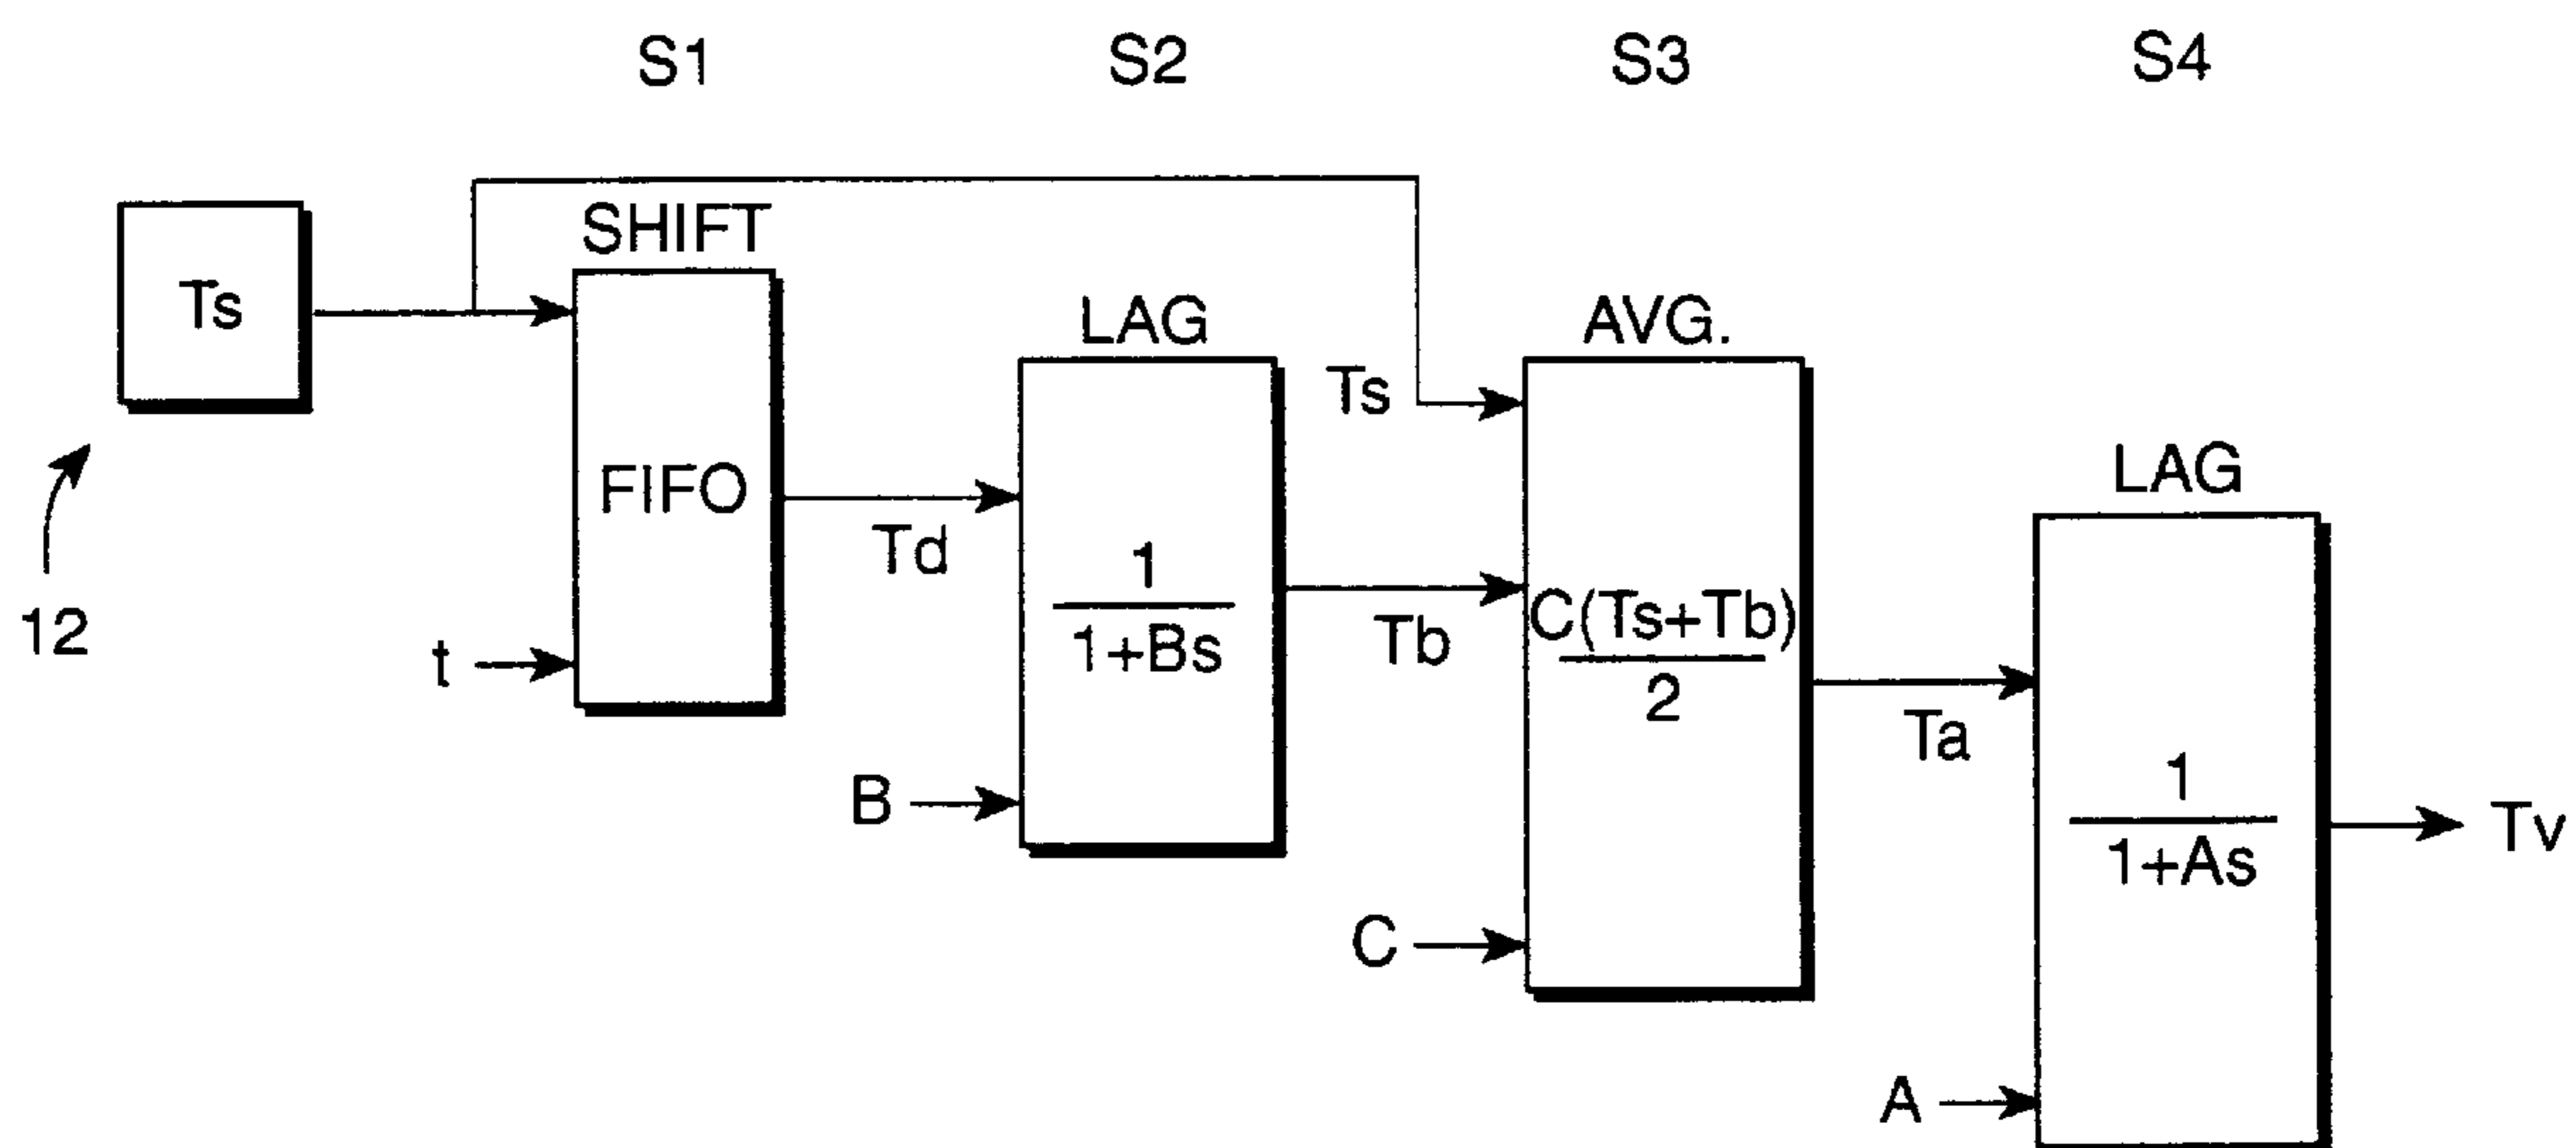 S1 S2 S3 S4
SHIFT
Ts
LAG
AVG.
Ts
LAG
FIFO
Td
1
1+Bs
C(Ts+Tb)
2
Tb
12
t
Ta
1
1+As
Tv
B
C
A